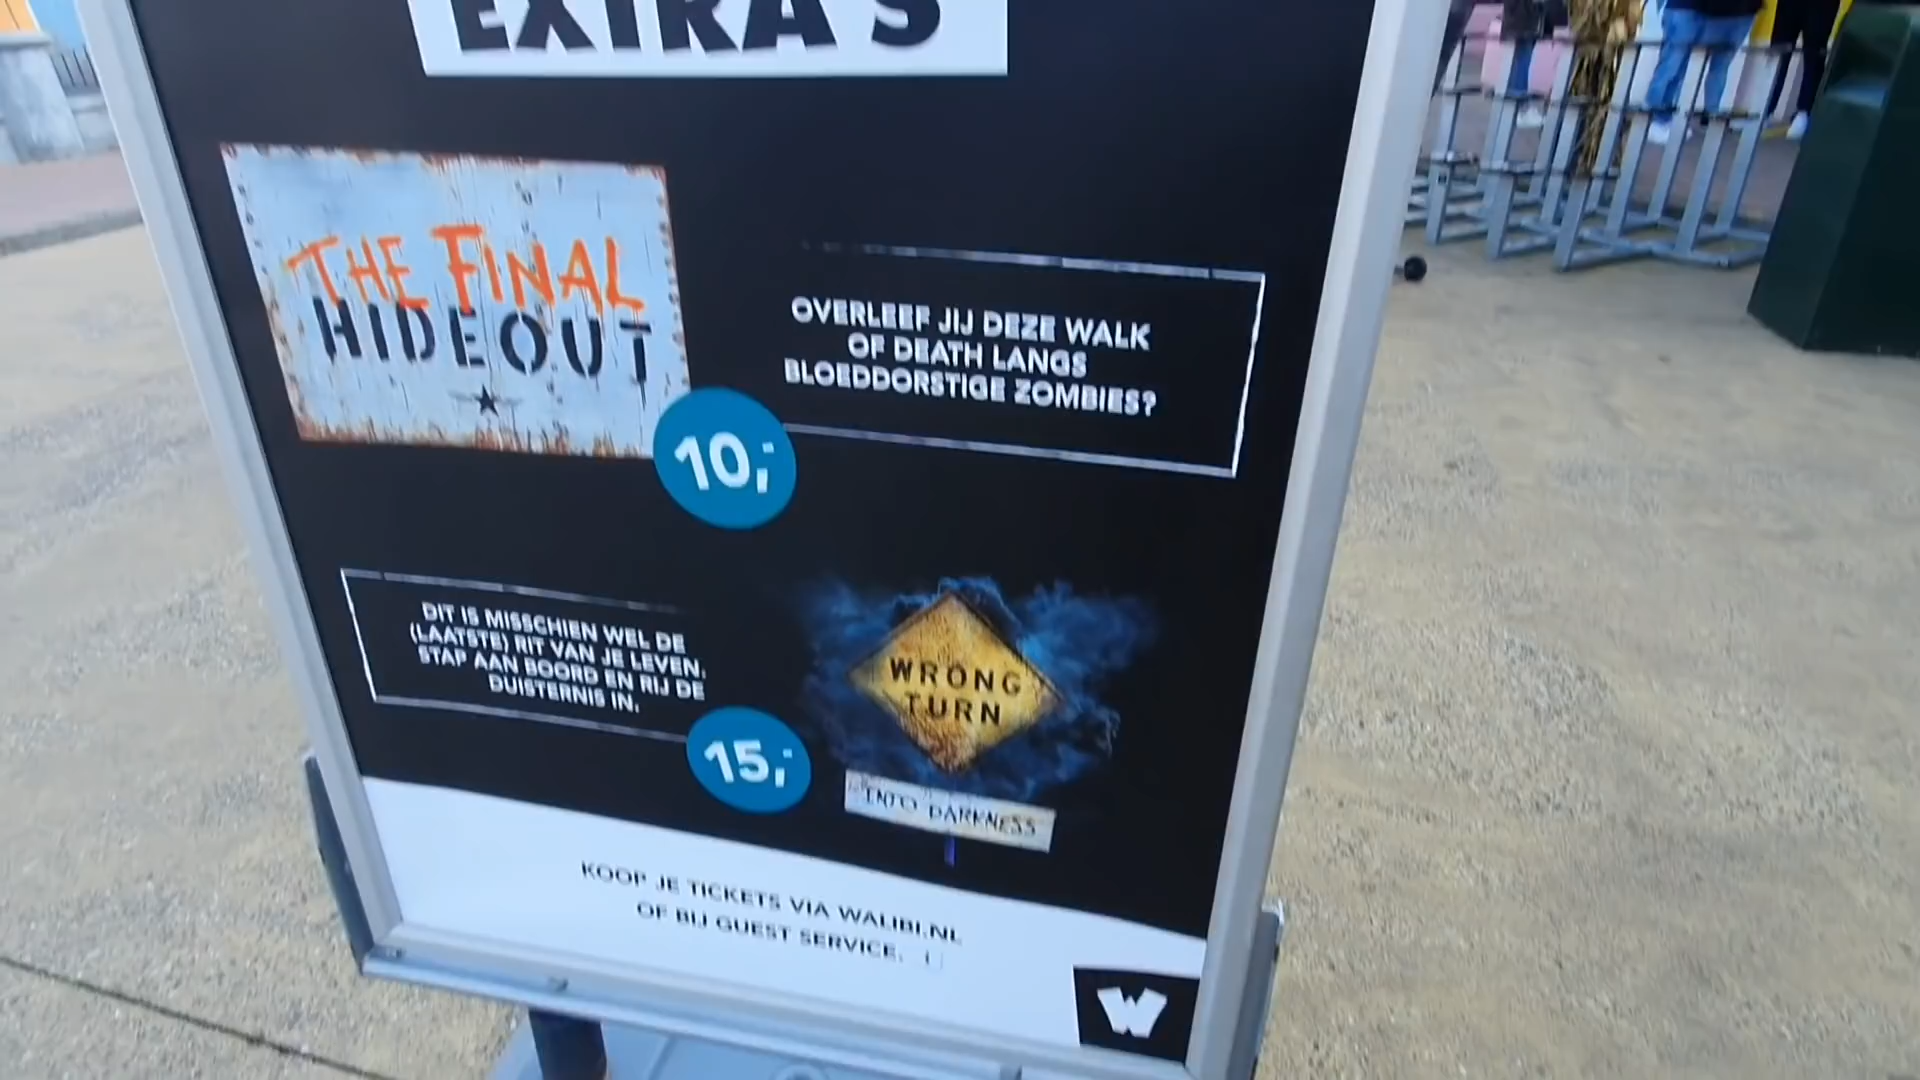 EXTRA'S
THE FINAL
HIDEOUT
OVERLEEF JIJ DEZE WALK
OF DEATH LANGS
BLOEDDORSTIGE ZOMBIES?
10,-
DIT IS MISSCHIEN WEL DE
(LAATSTE) RIT VAN JE LEVEN.
STAP AAN BOORD EN RIJ DE
DUISTERNIS IN.
15,-
WRONG
TURN
INTO DARKNESS
KOOP JE TICKETS VIA WALIBI.NL
OF BIJ GUEST SERVICE. i
W